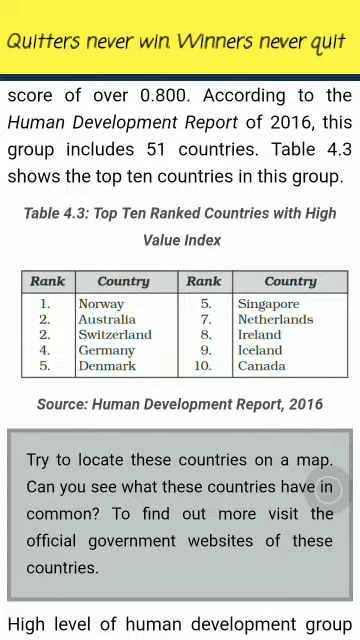 Quitters never win Winners never quit
score of over 0.800. According to the
Human Development Report of 2016, this
group includes 51 countries. Table 4.3
shows the top ten countries in this group.
Table 4.3: Top Ten Ranked Countries with High
Value Index
Rank Country Rank Country
1. Norway 5. Singapore
2. Australia 7. Netherlands
2. Switzerland 8. Ireland
4. Germany 9. Iceland
5. Denmark 10. Canada
Source: Human Development Report, 2016
Try to locate these countries on a map.
Can you see what these countries have in
common? To find out more visit the
official government websites of these
countries.
High level of human development group